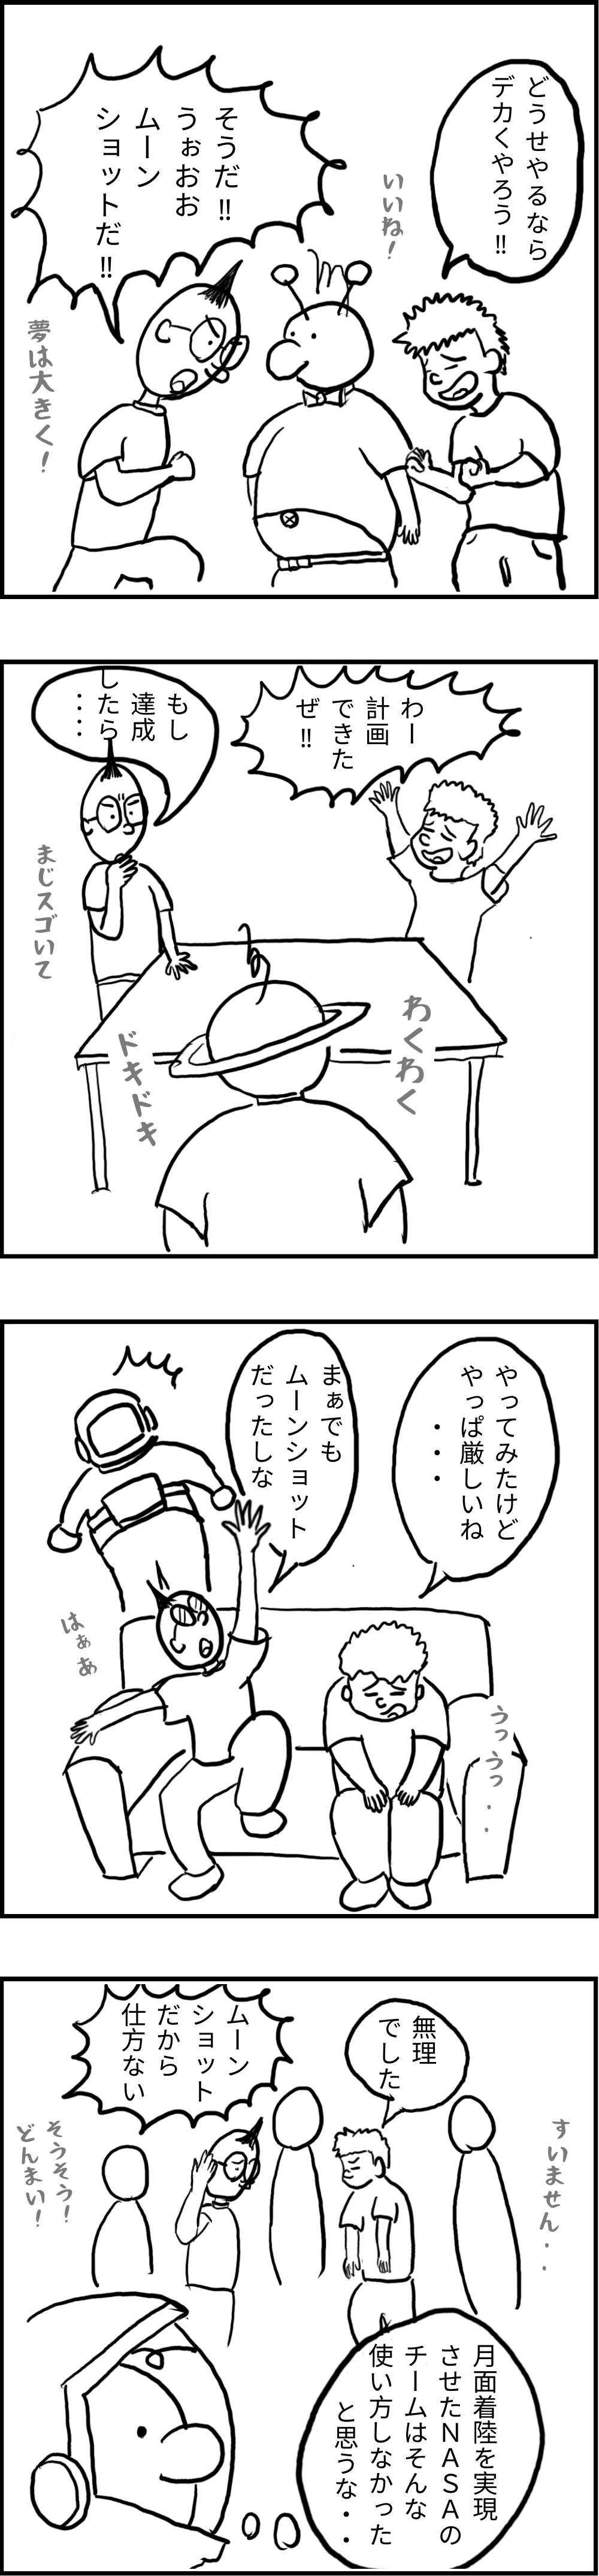 どうせやるなら
デカくやろう!!
いいね!
そうだ!!
うぉおお
ムーン
ショットだ!!
夢は大きく!
わー
計画
できた
ぜ!!
もし
達成
したら
・・・・
まじスゴいて
わくわく
ドキドキ
やってみたけど
やっぱ厳しいね
・・・
まぁでも
ムーンショット
だったしな
はぁあ
うっうっ・・
無理
でした
すいません・・
ムーン
ショット
だから
仕方ない
そうそう!
どんまい!
月面着陸を実現
させたNASAの
チームはそんな
使い方しなかった
と思うな・・